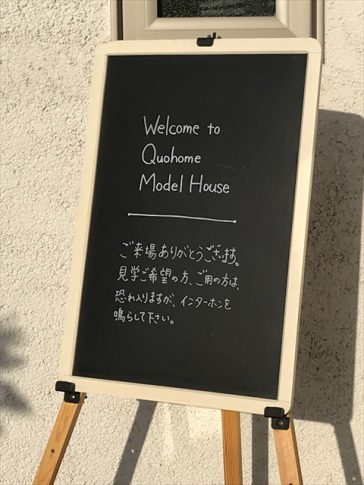 Welcome to
Quohome
Model House
ご来場ありがとうございます。
見学ご希望の方、ご用の方は、
恐れ入りますが、インターホンを
鳴らして下さい。